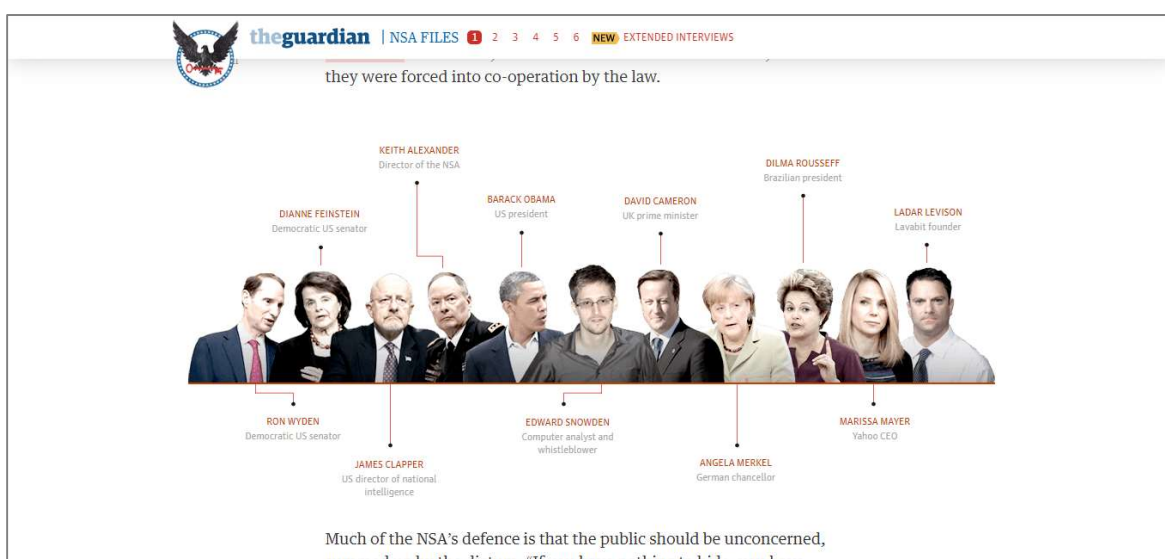 theguardian | NSA FILES 1 2 3 4 5 6 NEW EXTENDED INTERVIEWS
they were forced into co-operation by the law.
KEITH ALEXANDER
Director of the NSA
DILMA ROUSSEFF
Brazilian president
BARACK OBAMA
US president
DAVID CAMERON
UK prime minister
DIANNE FEINSTEIN
Democratic US senator
LADAR LEVISON
Lavabit founder
RON WYDEN
Democratic US senator
EDWARD SNOWDEN
Computer analyst and
whistleblower
MARISSA MAYER
Yahoo CEO
JAMES CLAPPER
US director of national
intelligence
ANGELA MERKEL
German chancellor
Much of the NSA's defence is that the public should be unconcerned,